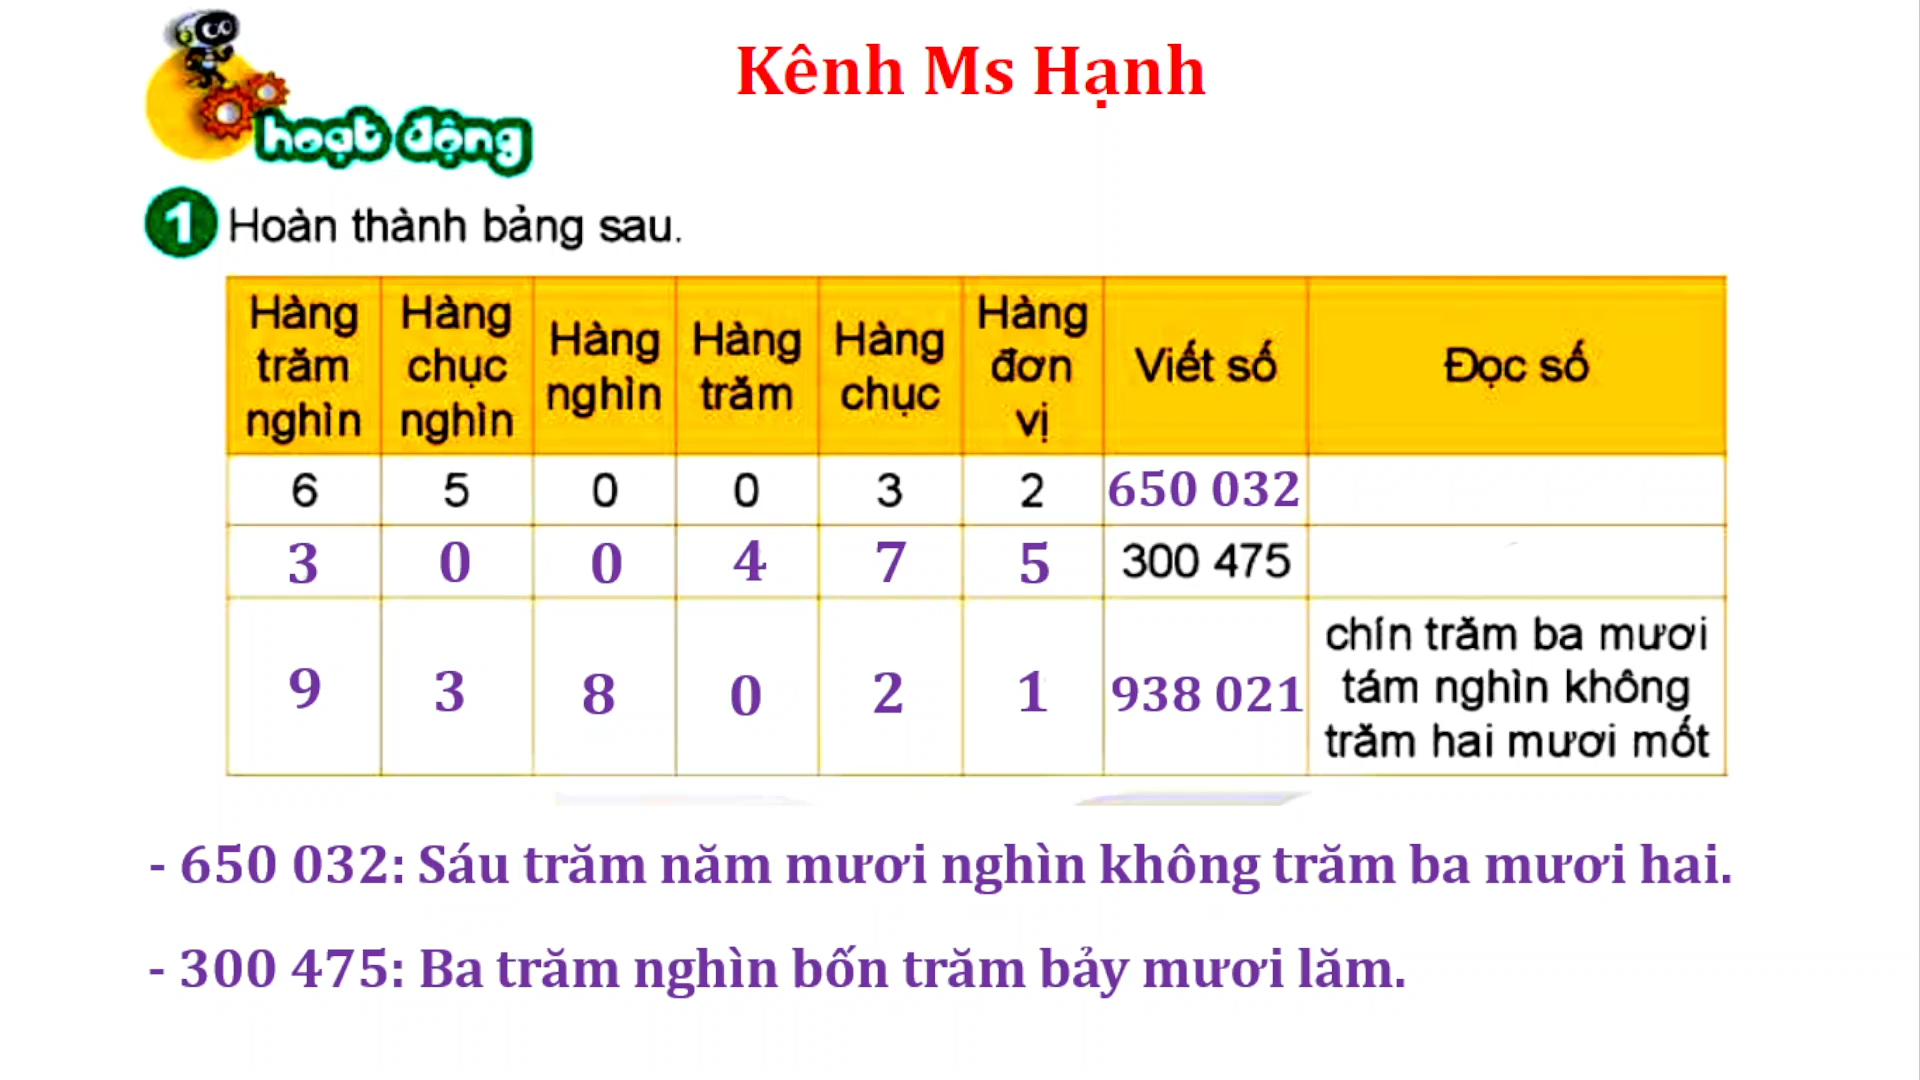 Kênh Ms Hạnh
hoạt động
1 Hoàn thành bảng sau.
Hàng trăm nghìn Hàng chục nghìn Hàng nghìn Hàng trăm Hàng chục Hàng đơn vị Viết số Đọc số
6 5 0 0 3 2 650 032
3 0 0 4 7 5 300 475
9 3 8 0 2 1 938 021 chín trăm ba mươi
tám nghìn không
trăm hai mươi mốt
- 650 032: Sáu trăm năm mươi nghìn không trăm ba mươi hai.
- 300 475: Ba trăm nghìn bốn trăm bảy mươi lăm.